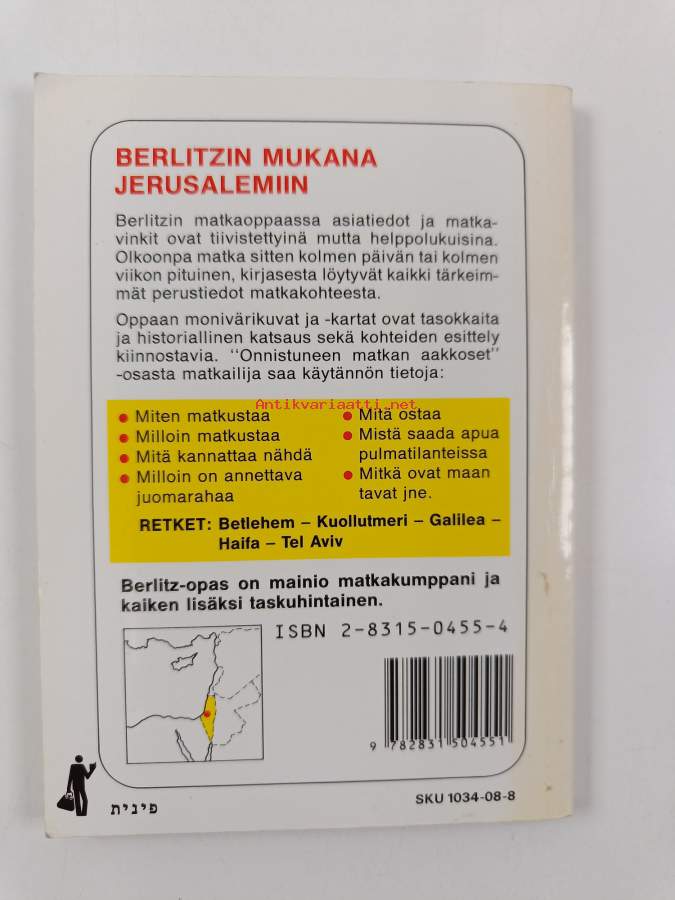 BERLITZIN MUKANA
JERUSALEMIIN
Berlitzin matkaoppaassa asiatiedot ja matka-
vinkit ovat tiivistettyinä mutta helppolukuisina.
Olkoonpa matka sitten kolmen päivän tai kolmen
viikon pituinen, kirjasesta löytyvät kaikki tärkeim-
mät perustiedot matkakohteesta.
Oppaan monivärikuvat ja -kartat ovat tasokkaita
ja historiallinen katsaus sekä kohteiden esittely
kiinnostavia. "Onnistuneen matkan aakkoset"
-osasta matkailija saa käytännön tietoja:
Antikvariaatti.net
Miten matkustaa
Milloin matkustaa
Mitä kannattaa nähdä
Milloin on annettava
juomarahaa
Mitä ostaa
Mistä saada apua
pulmatilanteissa
Mitkä ovat maan
tavat jne.
RETKET: Betlehem – Kuollutmeri – Galilea –
Haifa – Tel Aviv
Berlitz-opas on mainio matkakumppani ja
kaiken lisäksi taskuhintainen.
ISBN 2-8315-0455-4
9 782831 504551
פינית
SKU 1034-08-8